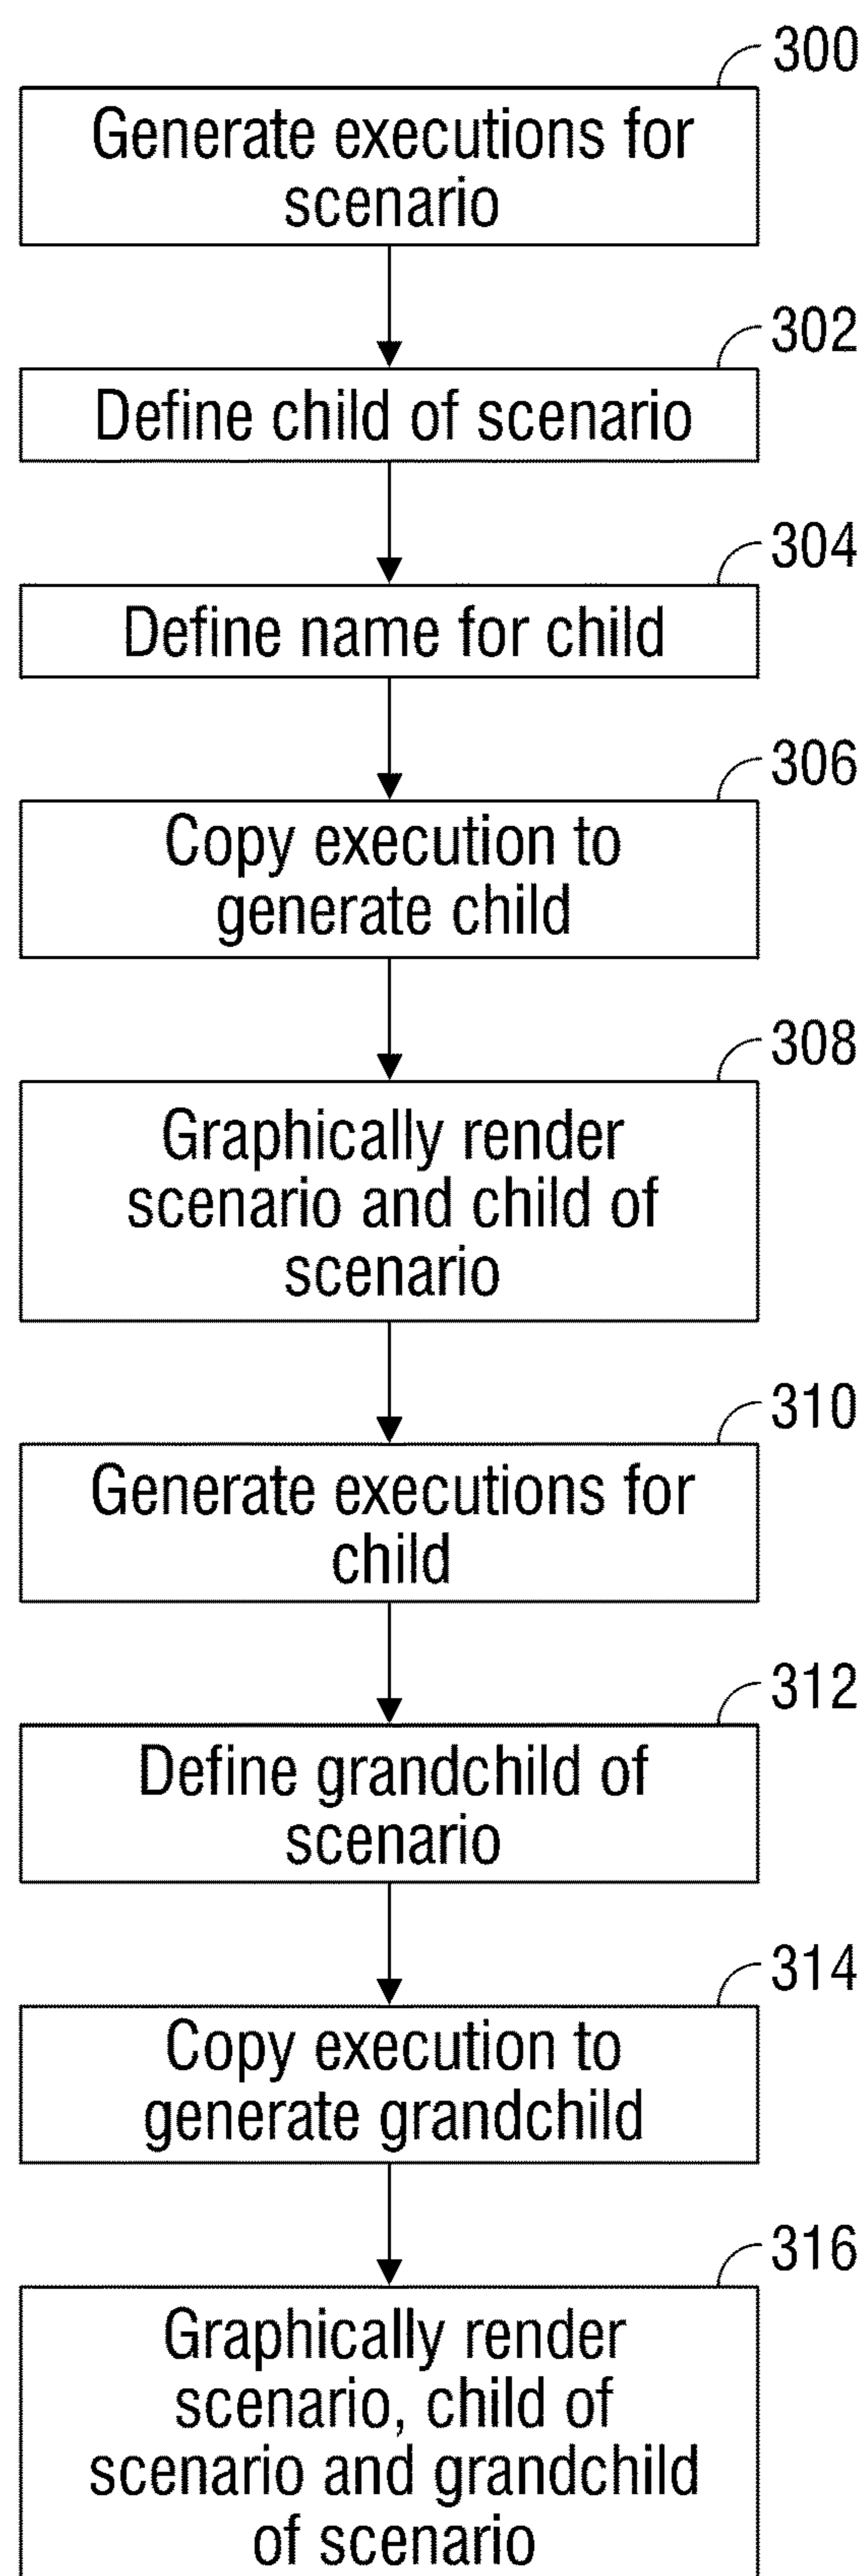 300
Generate executions for
scenario
302
Define child of scenario
304
Define name for child
306
Copy execution to
generate child
308
Graphically render
scenario and child of
scenario
310
Generate executions for
child
312
Define grandchild of
scenario
314
Copy execution to
generate grandchild
316
Graphically render
scenario, child of
scenario and grandchild
of scenario